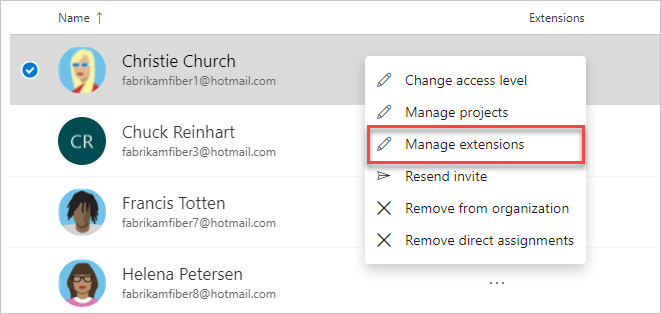 Name ↑ Extensions
Christie Church
fabrikamfiber1@hotmail.com
Change access level
Manage projects
Manage extensions
Resend invite
Remove from organization
Remove direct assignments
CR
Chuck Reinhart
fabrikamfiber3@hotmail.com
Francis Totten
fabrikamfiber7@hotmail.com
Helena Petersen
fabrikamfiber8@hotmail.com
...